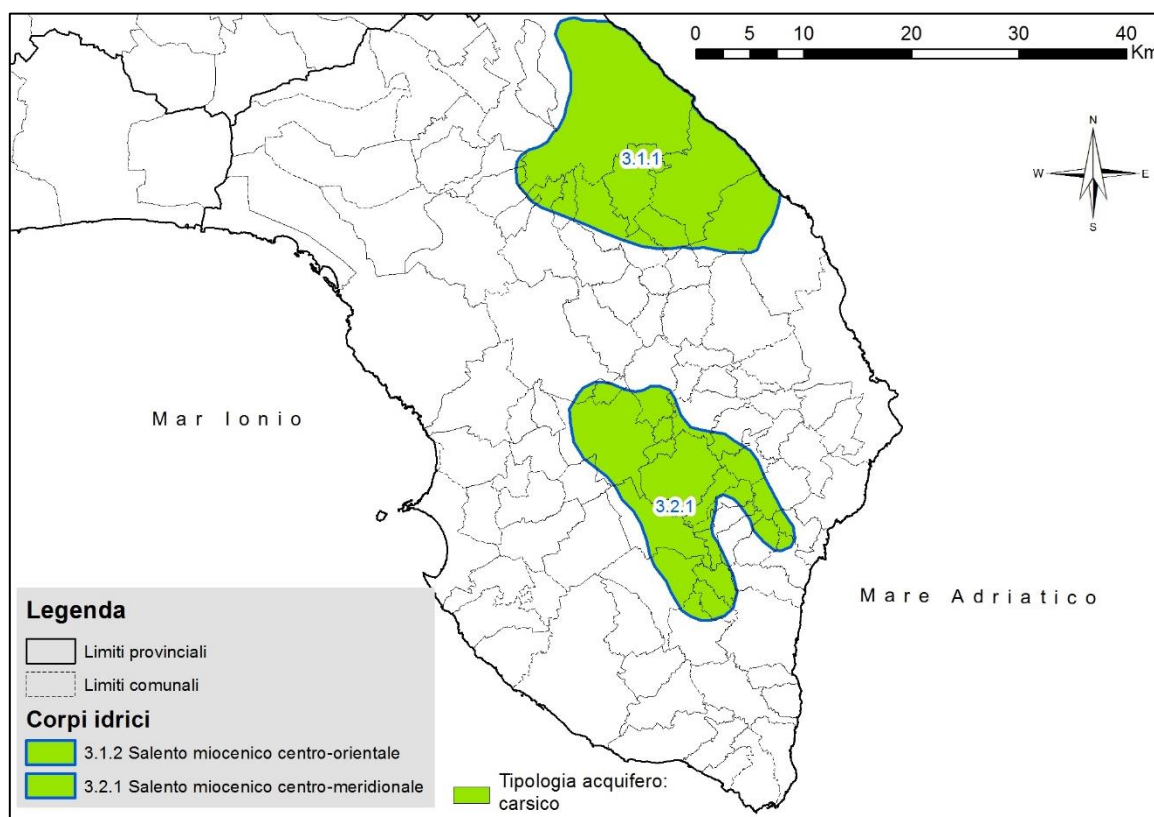 0 5 10 20 30 40
Km
N
W E
S
3.1.1
Mar Ionio
3.2.1
Mare Adriatico
Legenda
Limiti provinciali
Limiti comunali
Corpi idrici
3.1.2 Salento miocenico centro-orientale
3.2.1 Salento miocenico centro-meridionale
Tipologia acquifero:
carsico